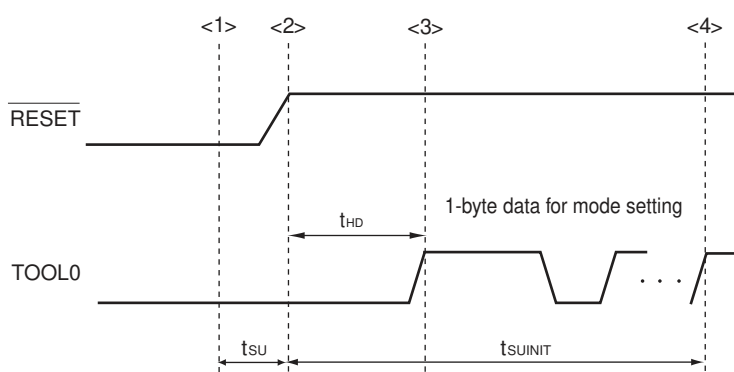 <1> <2> <3> <4>
RESET
1-byte data for mode setting
tHD
TOOL0
. . .
tSU tSUINIT